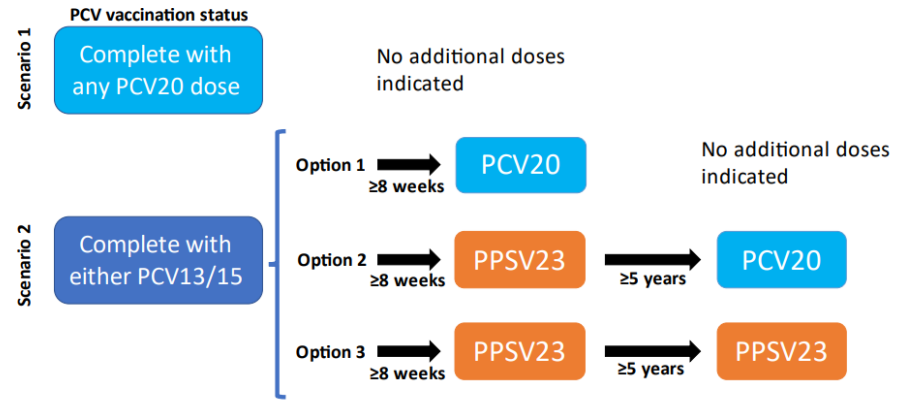 PCV vaccination status
Scenario 1
Complete with
any PCV20 dose
No additional doses
indicated
Scenario 2
Complete with
either PCV13/15
Option 1
≥8 weeks
PCV20
No additional doses
indicated
Option 2
≥8 weeks
PPSV23
≥5 years
PCV20
Option 3
≥8 weeks
PPSV23
≥5 years
PPSV23